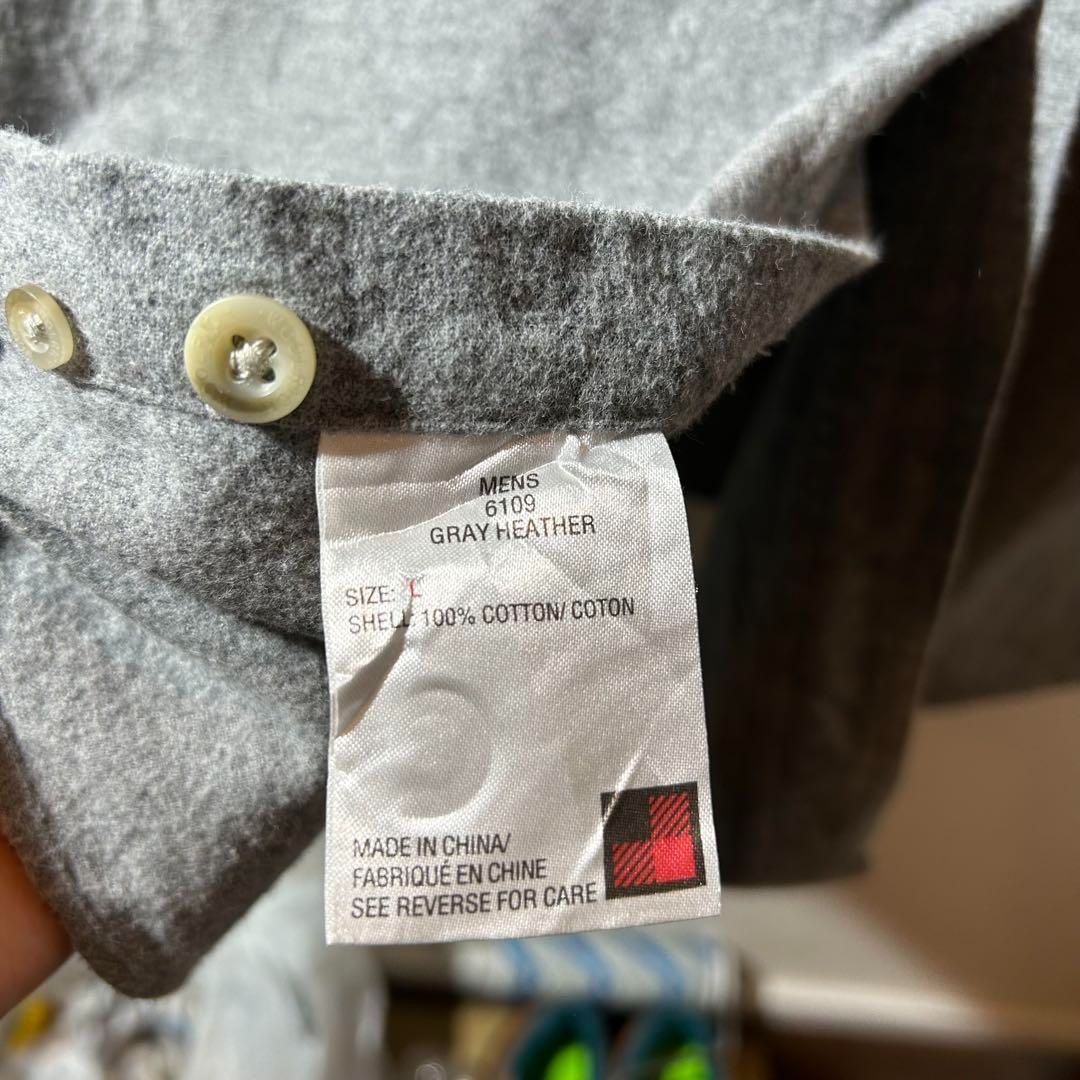 MENS
6109
GRAY HEATHER
SIZE: L
SHELL: 100% COTTON/ COTON
MADE IN CHINA/
FABRIQUÉ EN CHINE
SEE REVERSE FOR CARE